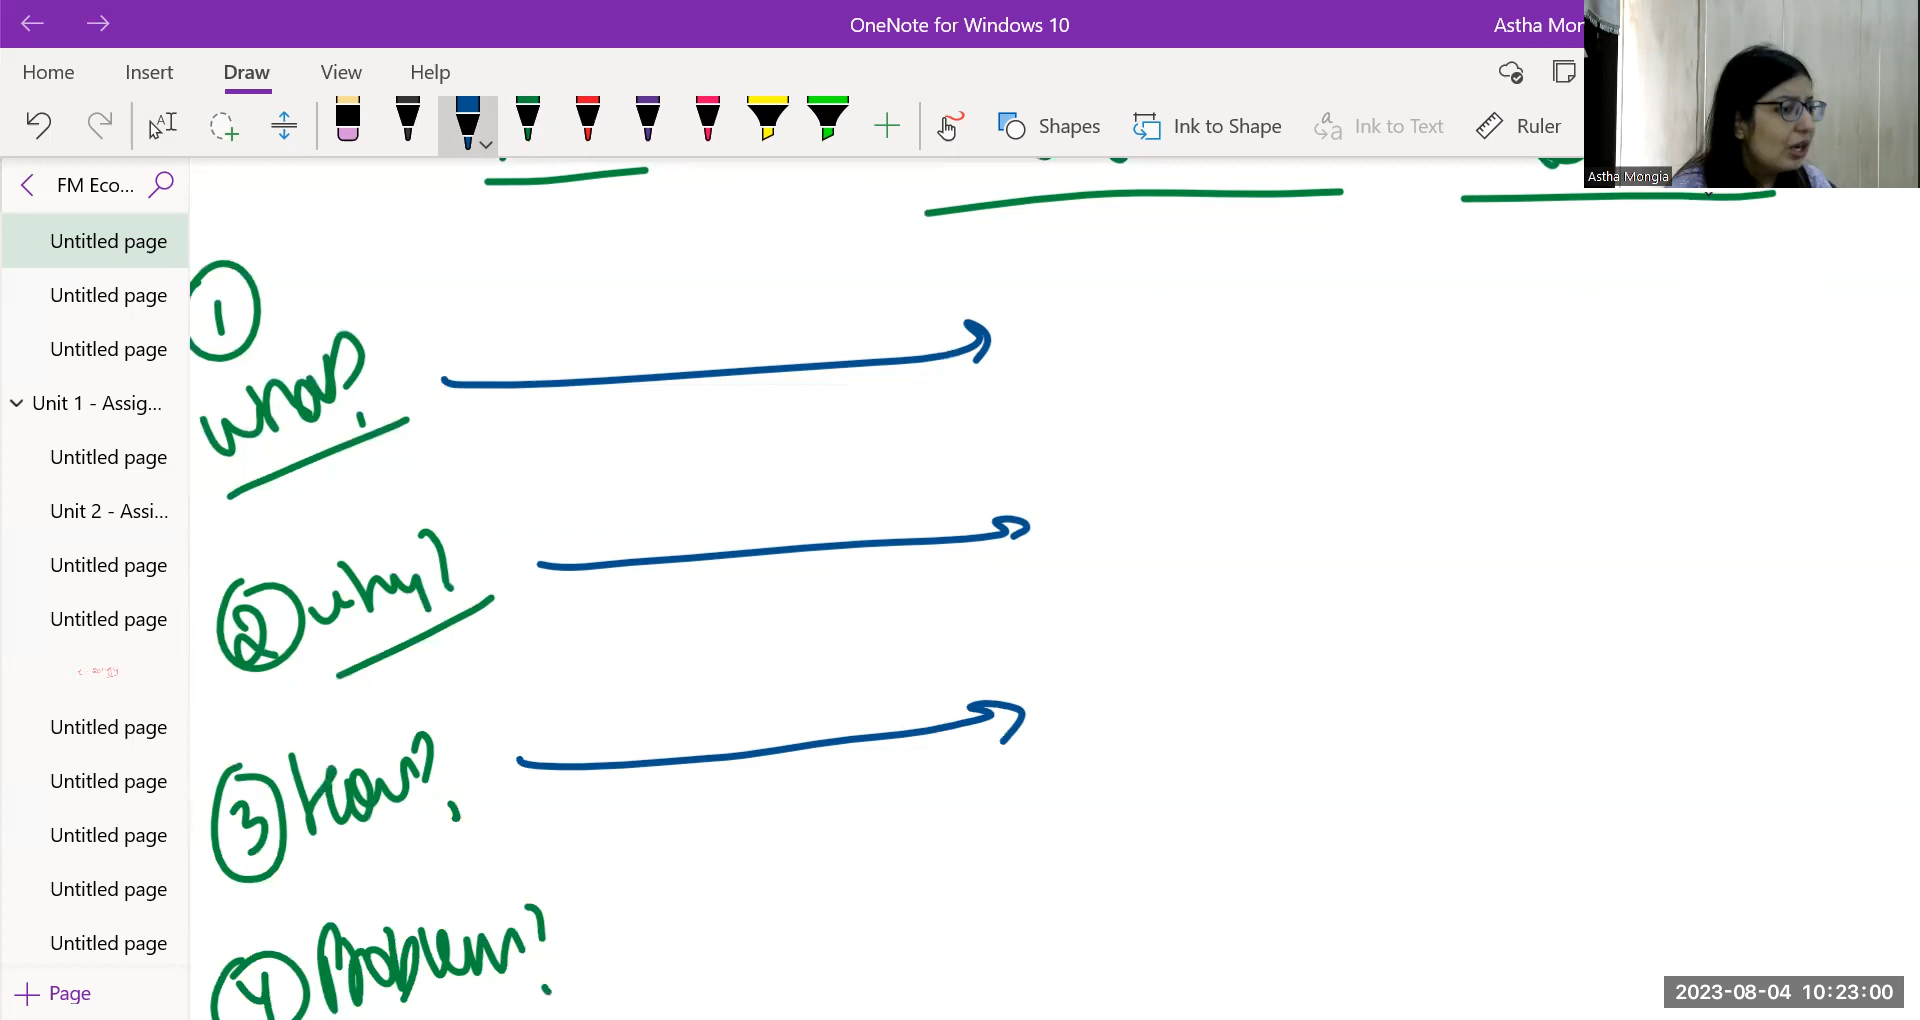 OneNote for Windows 10
Astha Mon
Home Insert Draw View Help
Shapes Ink to Shape Ink to Text Ruler
Astha Mongia
FM Eco...
Untitled page
Untitled page
Untitled page
Unit 1 - Assig...
Untitled page
Unit 2 - Assi...
Untitled page
Untitled page
Untitled page
Untitled page
Untitled page
Untitled page
Untitled page
+ Page
1
what?
2 why?
3 How?
4 Problem?
2023-08-04 10:23:00